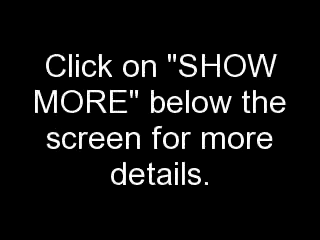 Click on "SHOW
MORE" below the
screen for more
details.